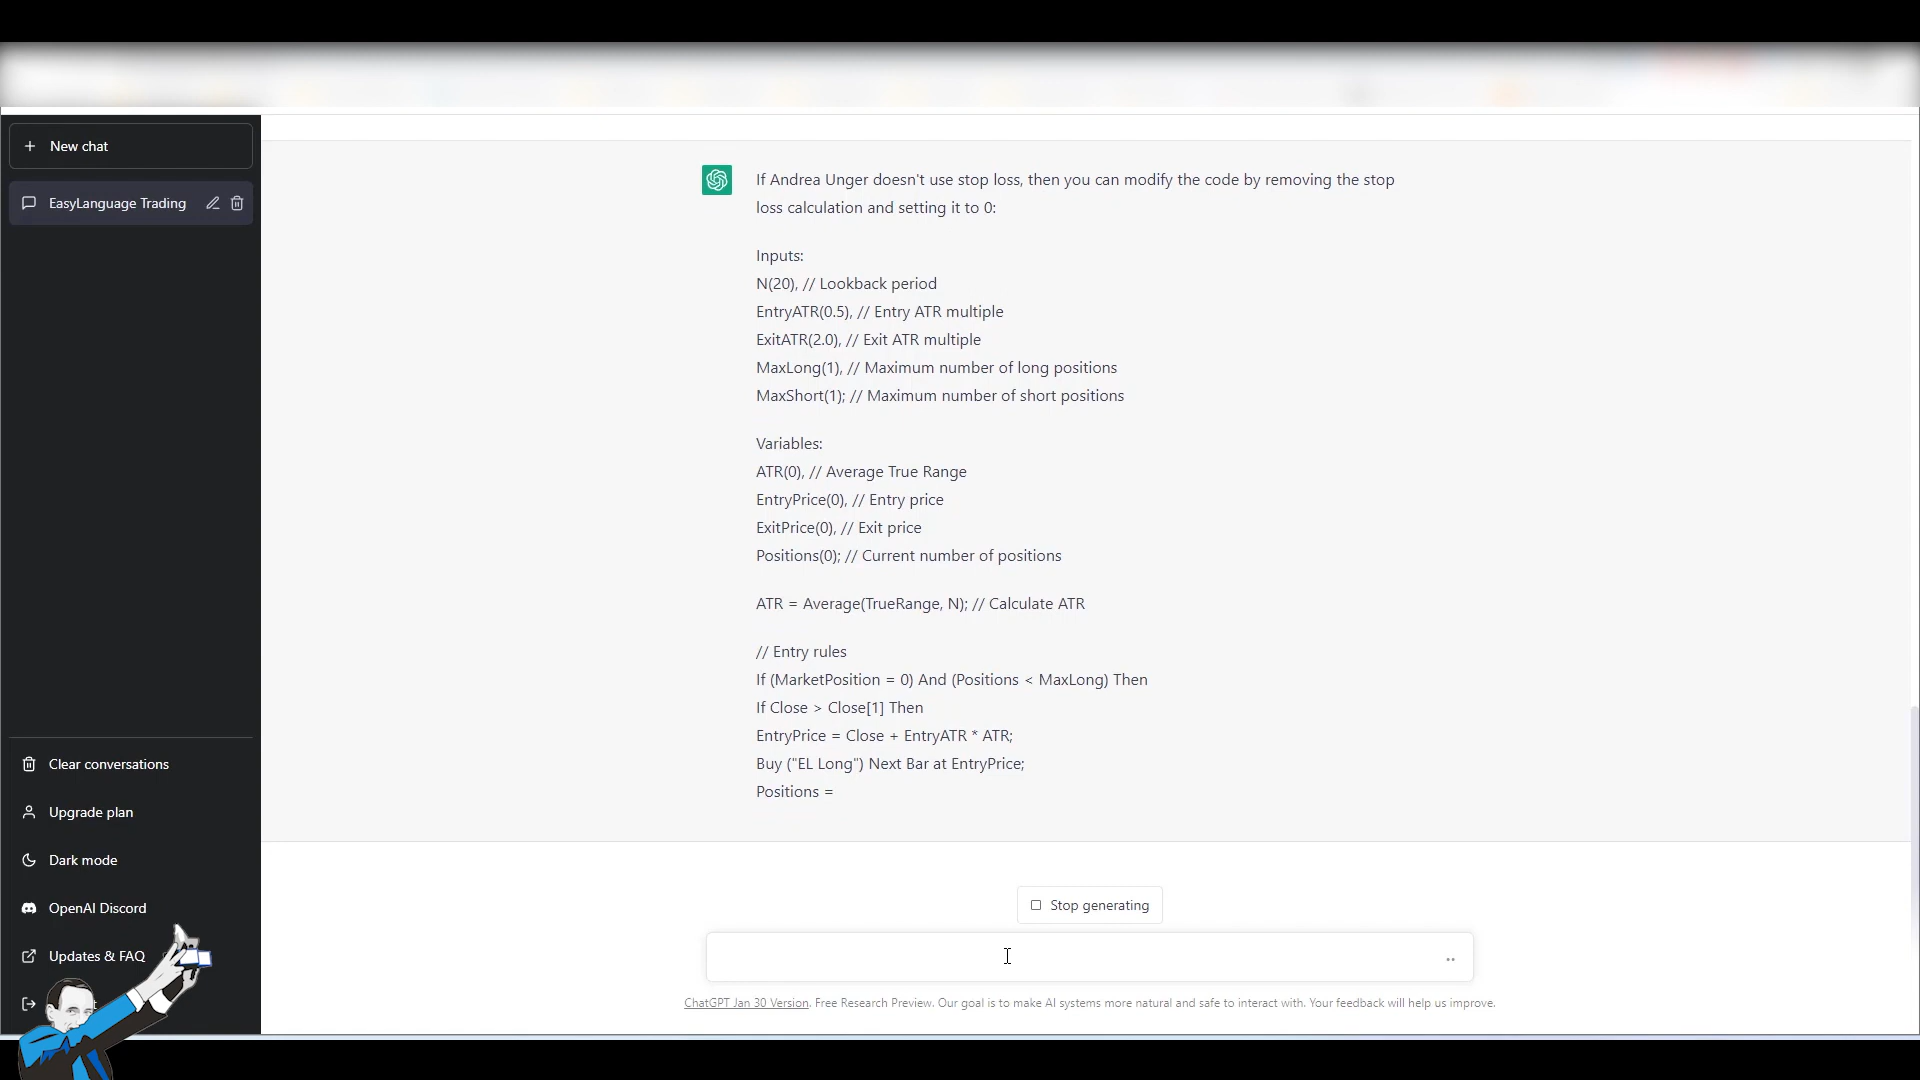 New chat
EasyLanguage Trading
If Andrea Unger doesn't use stop loss, then you can modify the code by removing the stop
loss calculation and setting it to 0:
Inputs:
N(20), // Lookback period
EntryATR(0.5), // Entry ATR multiple
ExitATR(2.0), // Exit ATR multiple
MaxLong(1), // Maximum number of long positions
MaxShort(1); // Maximum number of short positions
Variables:
ATR(0), // Average True Range
EntryPrice(0), // Entry price
ExitPrice(0), // Exit price
Positions(0); // Current number of positions
ATR = Average(TrueRange, N); // Calculate ATR
// Entry rules
If (MarketPosition = 0) And (Positions < MaxLong) Then
If Close > Close[1] Then
EntryPrice = Close + EntryATR * ATR;
Buy ("EL Long") Next Bar at EntryPrice;
Positions =
Clear conversations
Upgrade plan
Dark mode
OpenAI Discord
Updates & FAQ
Stop generating
ChatGPT Jan 30 Version. Free Research Preview. Our goal is to make AI systems more natural and safe to interact with. Your feedback will help us improve.